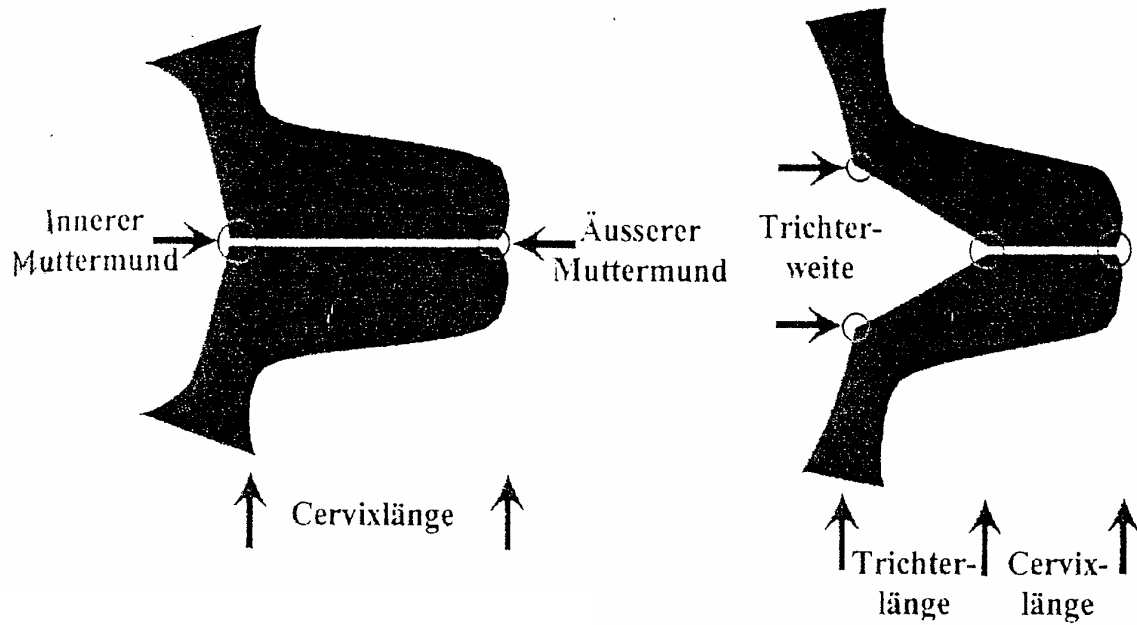 Innerer
Muttermund
Äusserer
Muttermund
Cervixlänge
Trichter-
weite
Trichter-
länge
Cervix-
länge